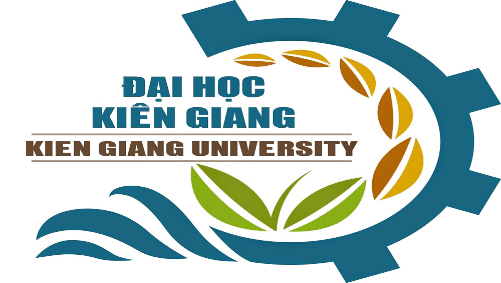 ĐẠI HỌC
KIÊN GIANG
KIEN GIANG UNIVERSITY